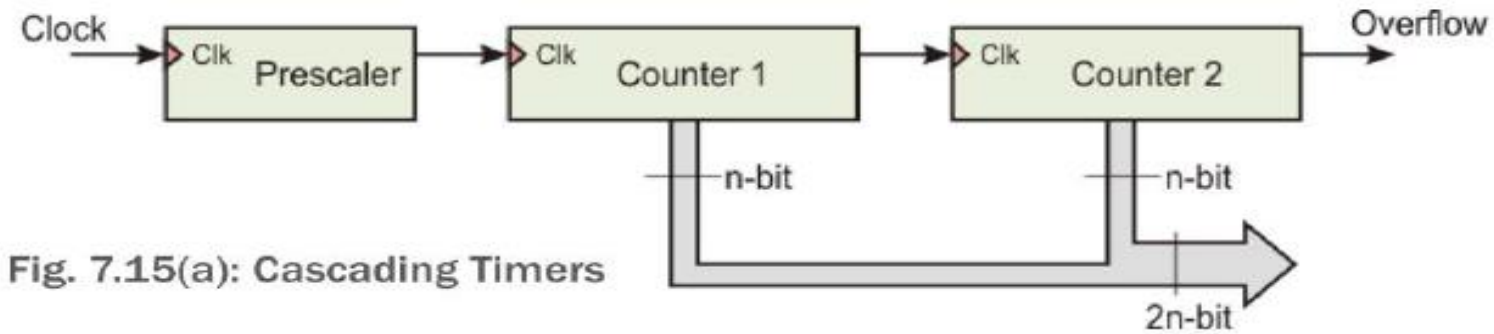 Clock
Clk
Prescaler
Clk
Counter 1
Clk
Counter 2
Overflow
n-bit
n-bit
Fig. 7.15(a): Cascading Timers
2n-bit